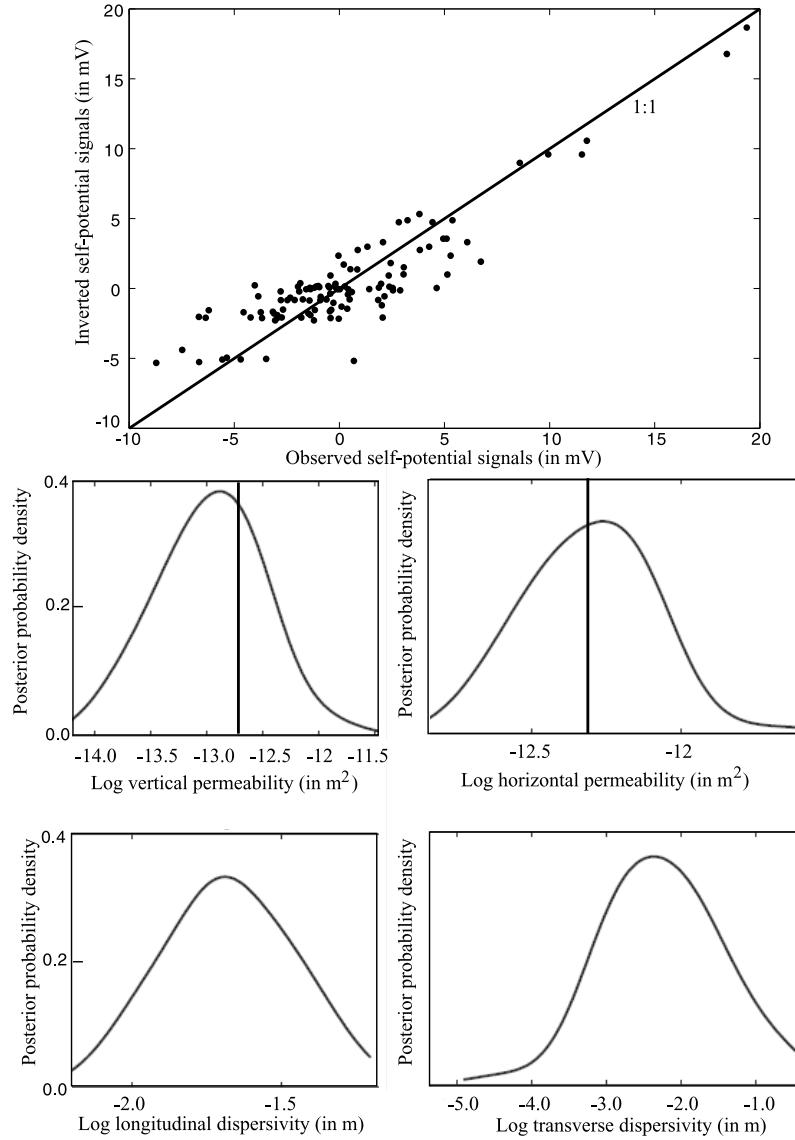 20
15
10
5
0
-5
-10
Inverted self-potential signals (in mV)
1:1
-10 -5 0 5 10 15 20
Observed self-potential signals (in mV)
0.4
0.2
0.0
Posterior probability density
-14.0 -13.5 -13.0 -12.5 -12 -11.5
Log vertical permeability (in m²)
Posterior probability density
-12.5 -12
Log horizontal permeability (in m²)
0.4
0.2
0.0
Posterior probability density
-2.0 -1.5
Log longitudinal dispersivity (in m)
Posterior probability density
-5.0 -4.0 -3.0 -2.0 -1.0
Log transverse dispersivity (in m)